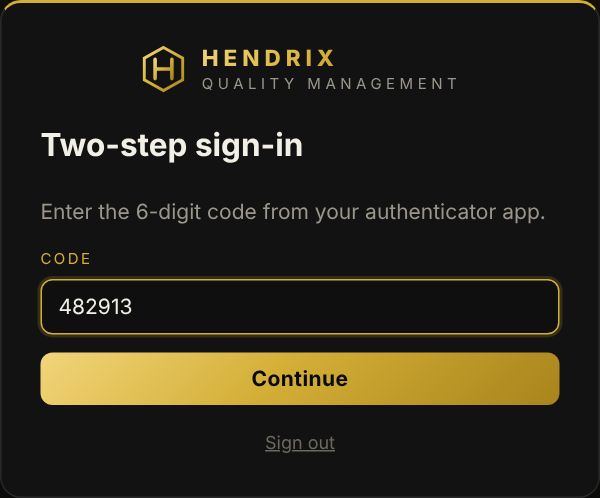 HENDRIX
QUALITY MANAGEMENT
Two-step sign-in
Enter the 6-digit code from your authenticator app.
CODE
482913
Continue
Sign out